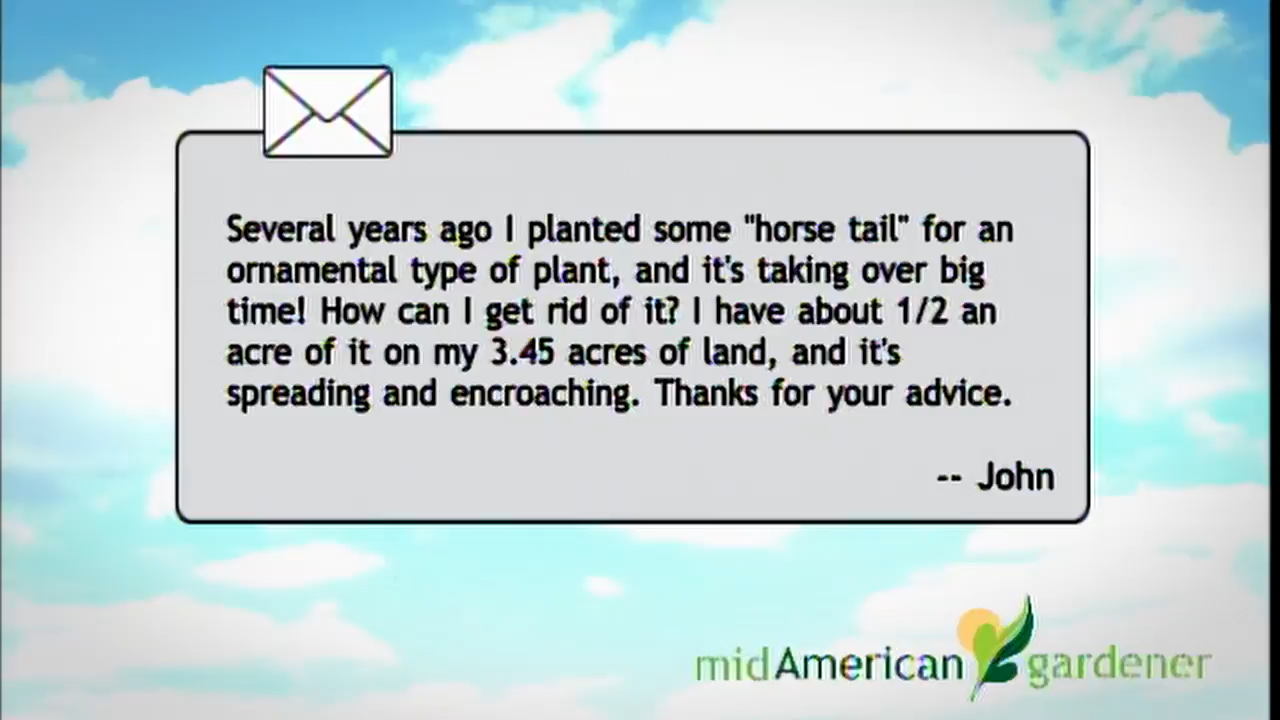 Several years ago I planted some "horse tail" for an
ornamental type of plant, and it's taking over big
time! How can I get rid of it? I have about 1/2 an
acre of it on my 3.45 acres of land, and it's
spreading and encroaching. Thanks for your advice.
-- John
midAmerican gardener